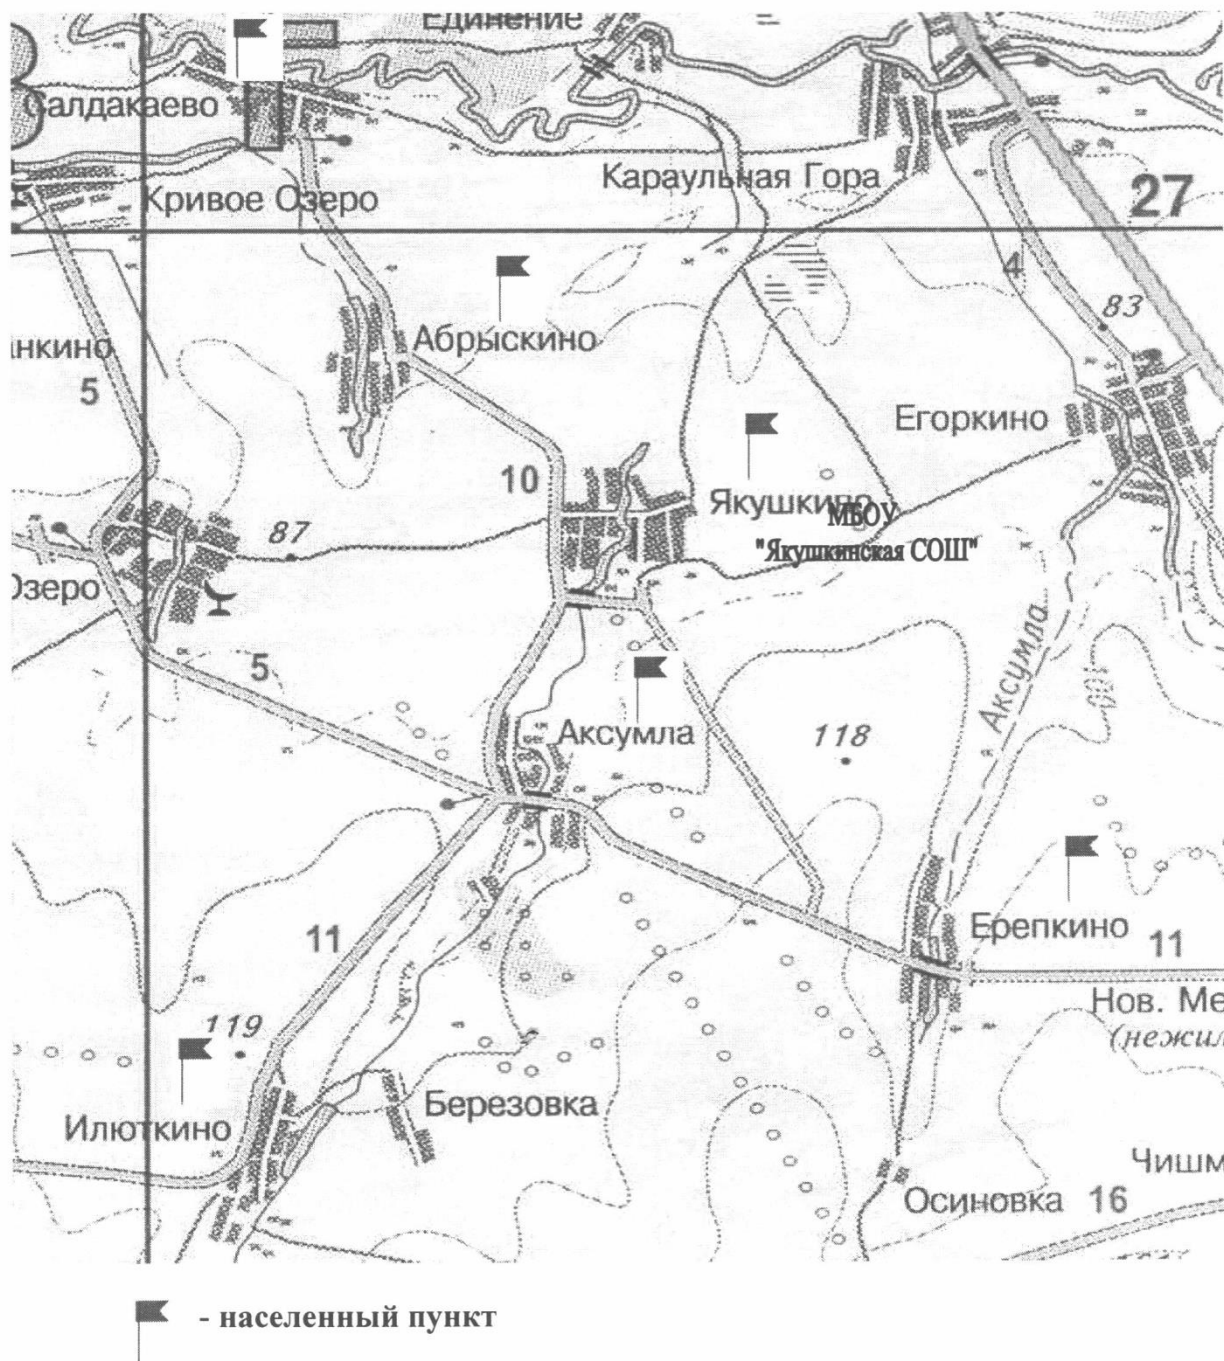 Единение
Салдакаево
Кривое Озеро
Караульная Гора
27
4
83
Абрыскино
нкино
5
Егоркино
10
Якушкино
МБОУ
"Якушкинская СОШ"
87
Озеро
5
Аксумла
Аксумла
100
118
11
Ерепкино
11
Нов. Ме
(нежил
119
Илюткино
Березовка
Чишм
Осиновка 16
- населенный пункт